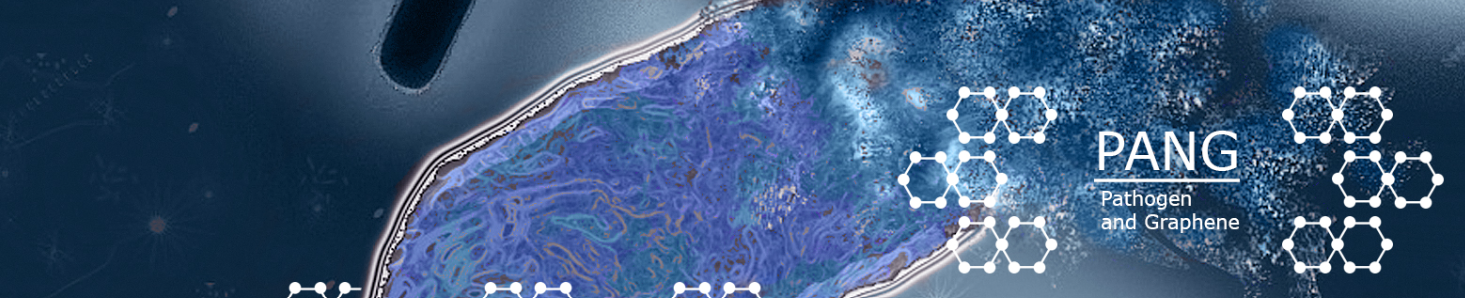 PANG
Pathogen
and Graphene